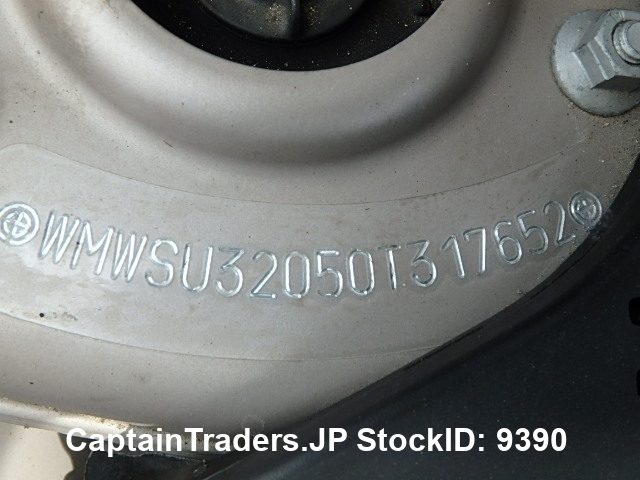 WMWSU32050T317652
CaptainTraders.JP StockID: 9390